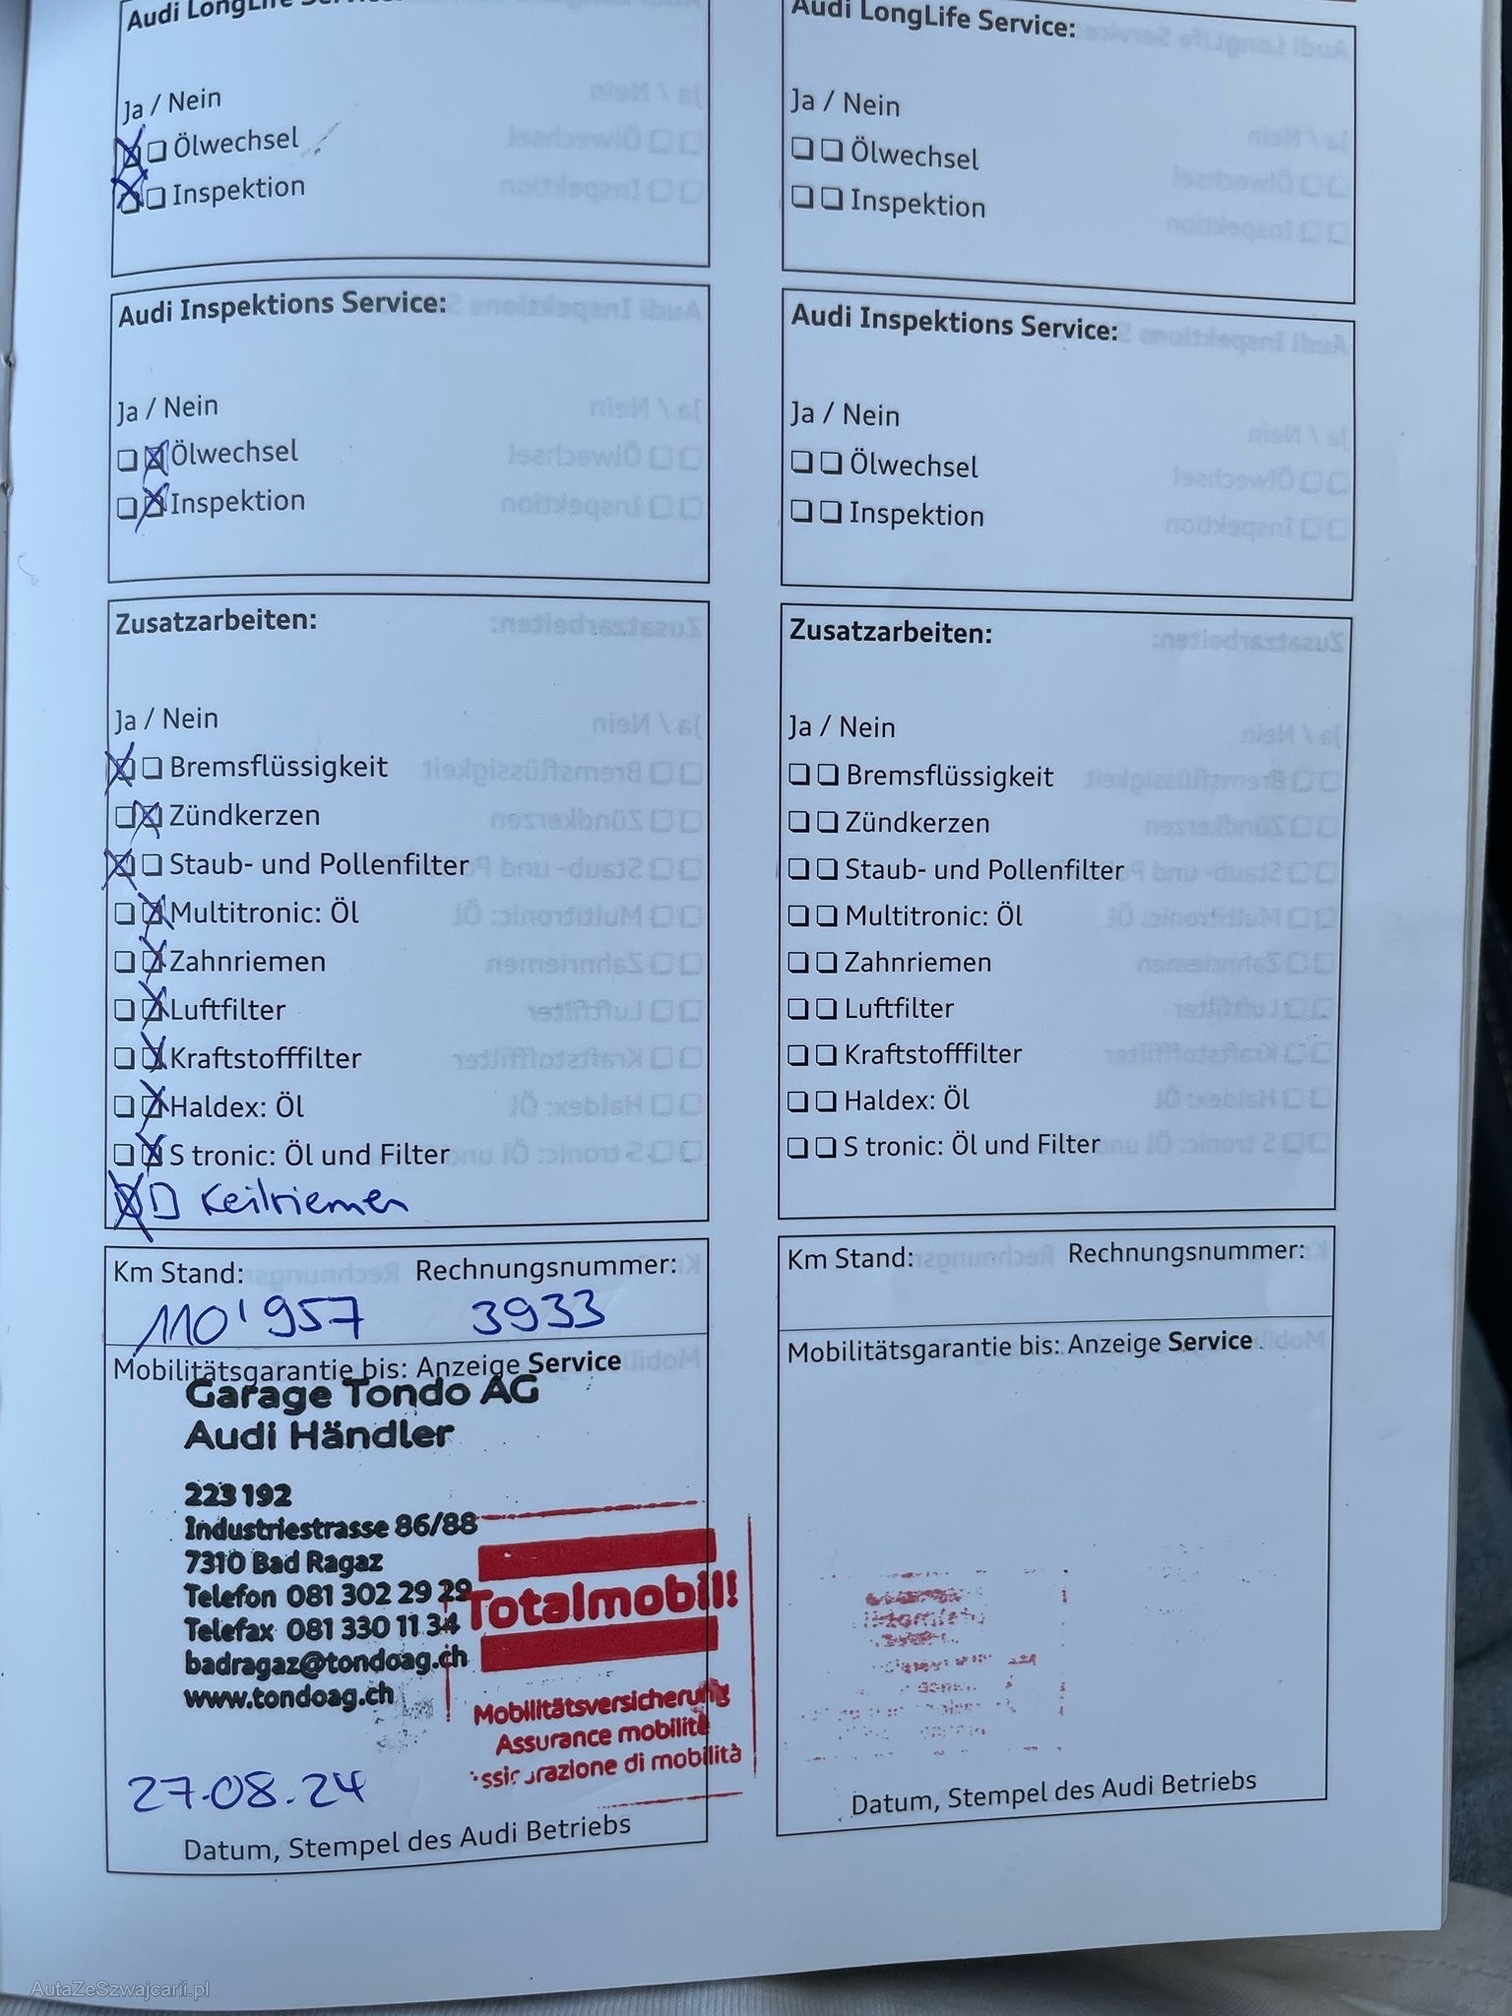 Audi LongLife
Ja / Nein
Ölwechsel
Inspektion
Audi Inspektions Service:
Ja / Nein
Ölwechsel
Inspektion
Zusatzarbeiten:
Ja / Nein
Bremsflüssigkeit
Zündkerzen
Staub- und Pollenfilter
Multitronic: Öl
Zahnriemen
Luftfilter
Kraftstofffilter
Haldex: Öl
S tronic: Öl und Filter
Keilriemen
Km Stand: Rechnungsnummer:
110'957 3933
Mobilitätsgarantie bis: Anzeige Service
Garage Tondo AG
Audi Händler
223 192
Industriestrasse 86/88
7310 Bad Ragaz
Telefon 081 302 29 29
Telefax 081 330 11 34
badragaz@tondoag.ch
www.tondoag.ch
Totalmobil!
Mobilitätsversicherung
Assurance mobilité
ssicurazione di mobilità
27.08.24
Datum, Stempel des Audi Betriebs
Audi LongLife Service:
Ja / Nein
Ölwechsel
Inspektion
Audi Inspektions Service:
Ja / Nein
Ölwechsel
Inspektion
Zusatzarbeiten:
Ja / Nein
Bremsflüssigkeit
Zündkerzen
Staub- und Pollenfilter
Multitronic: Öl
Zahnriemen
Luftfilter
Kraftstofffilter
Haldex: Öl
S tronic: Öl und Filter
Km Stand: Rechnungsnummer:
Mobilitätsgarantie bis: Anzeige Service
Datum, Stempel des Audi Betriebs
AutaZeSzwajcarii.pl